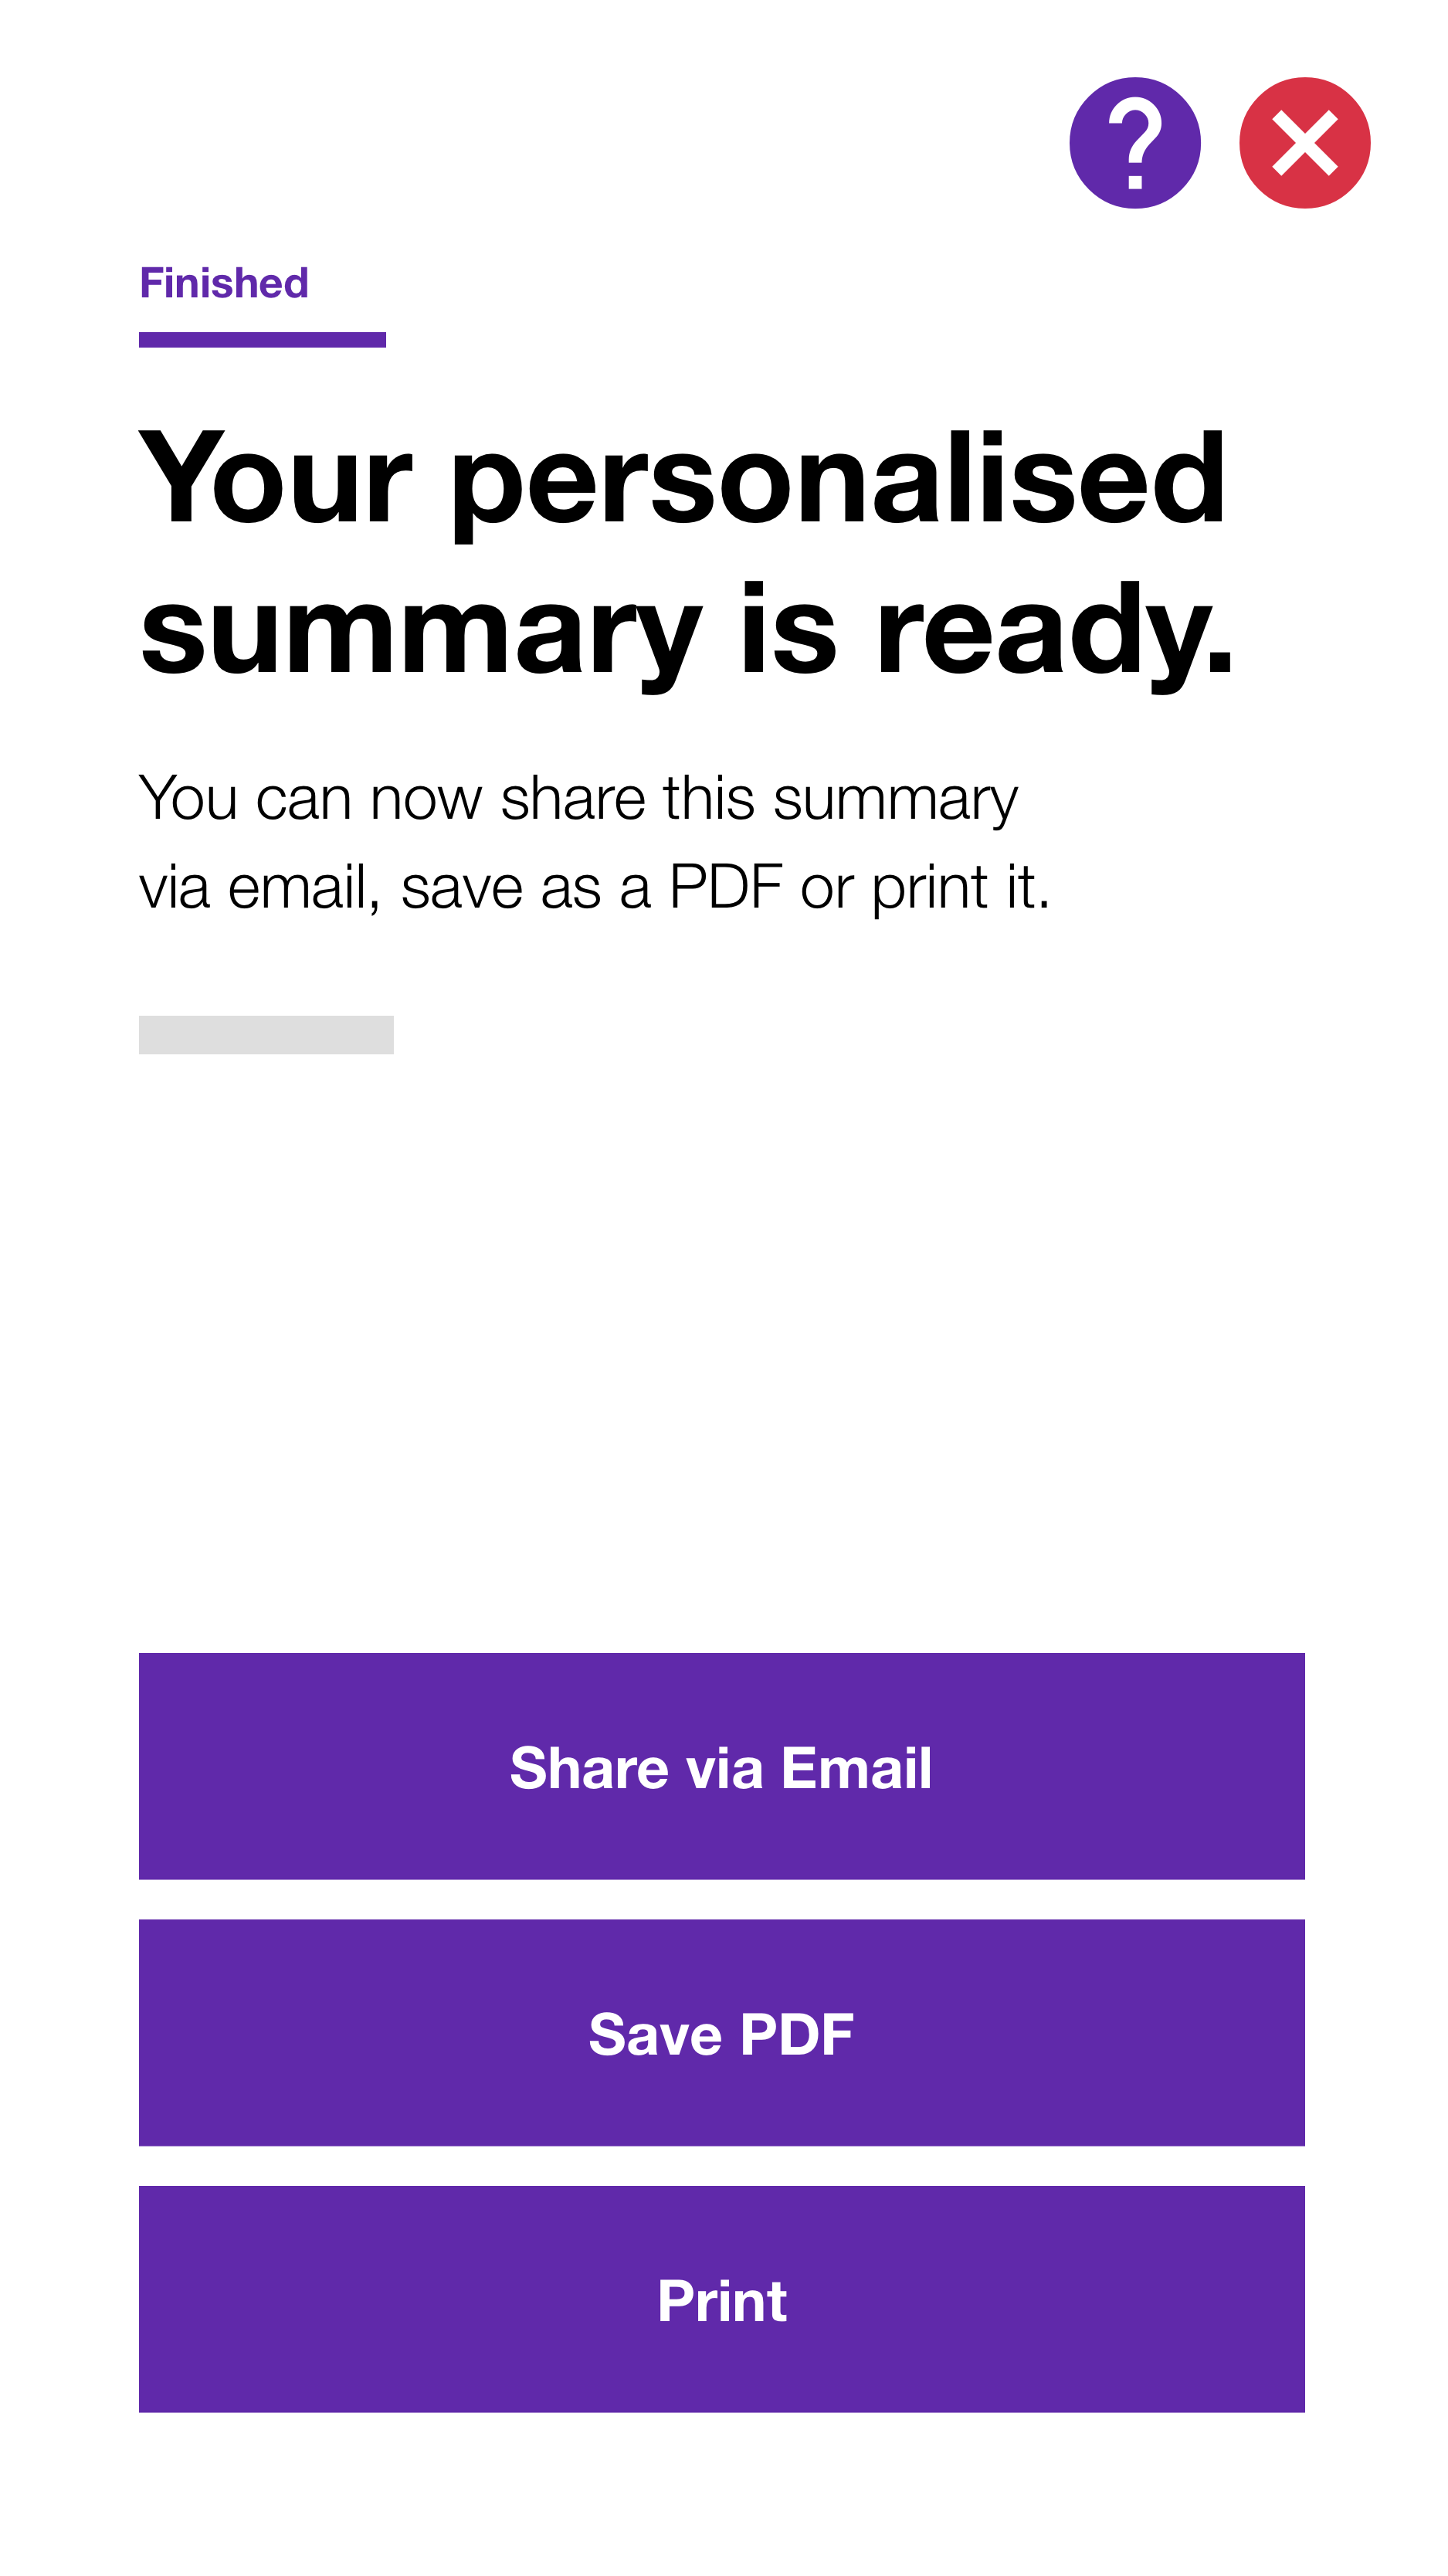 ?
Finished
Your personalised
summary is ready.
You can now share this summary
via email, save as a PDF or print it.
Share via Email
Save PDF
Print